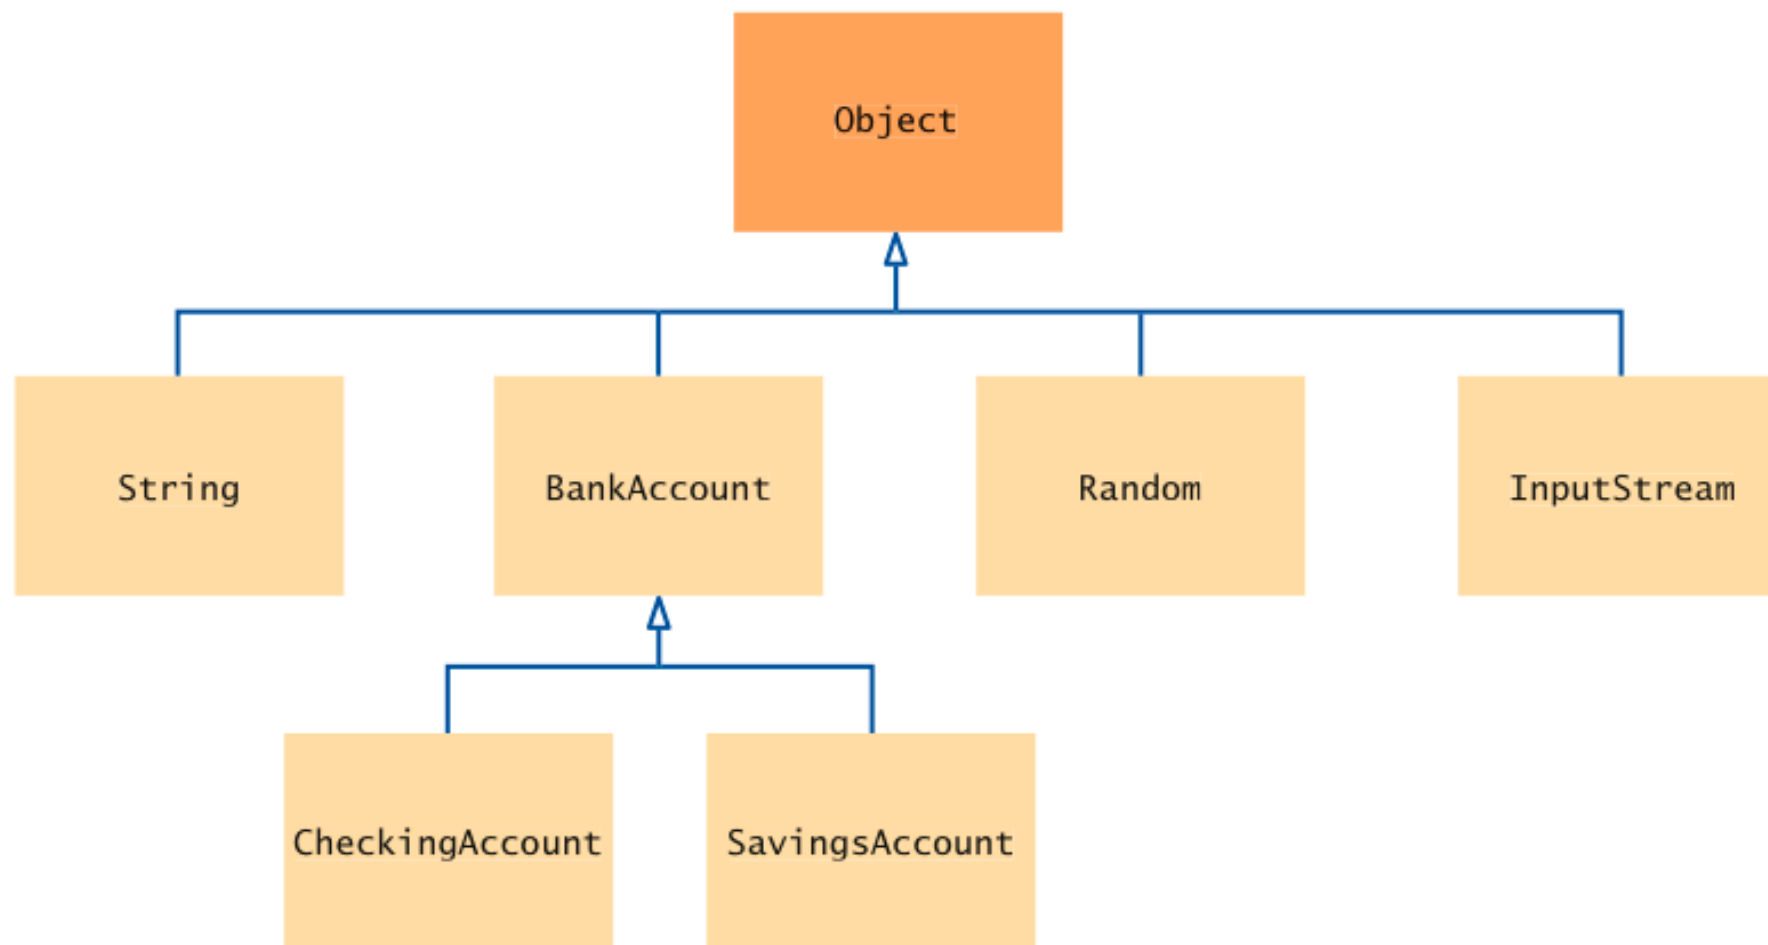 Object
String
BankAccount
Random
InputStream
CheckingAccount
SavingsAccount